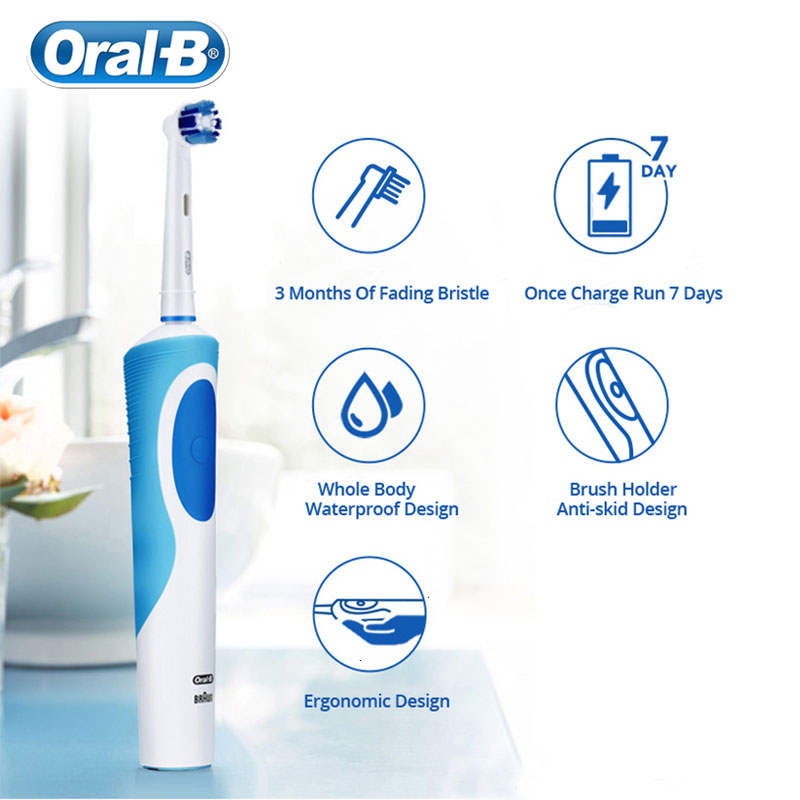 Oral-B®
7
DAY
3 Months Of Fading Bristle
Once Charge Run 7 Days
Whole Body
Waterproof Design
Brush Holder
Anti-skid Design
Ergonomic Design
Oral-B
Oral-B
BRAUN